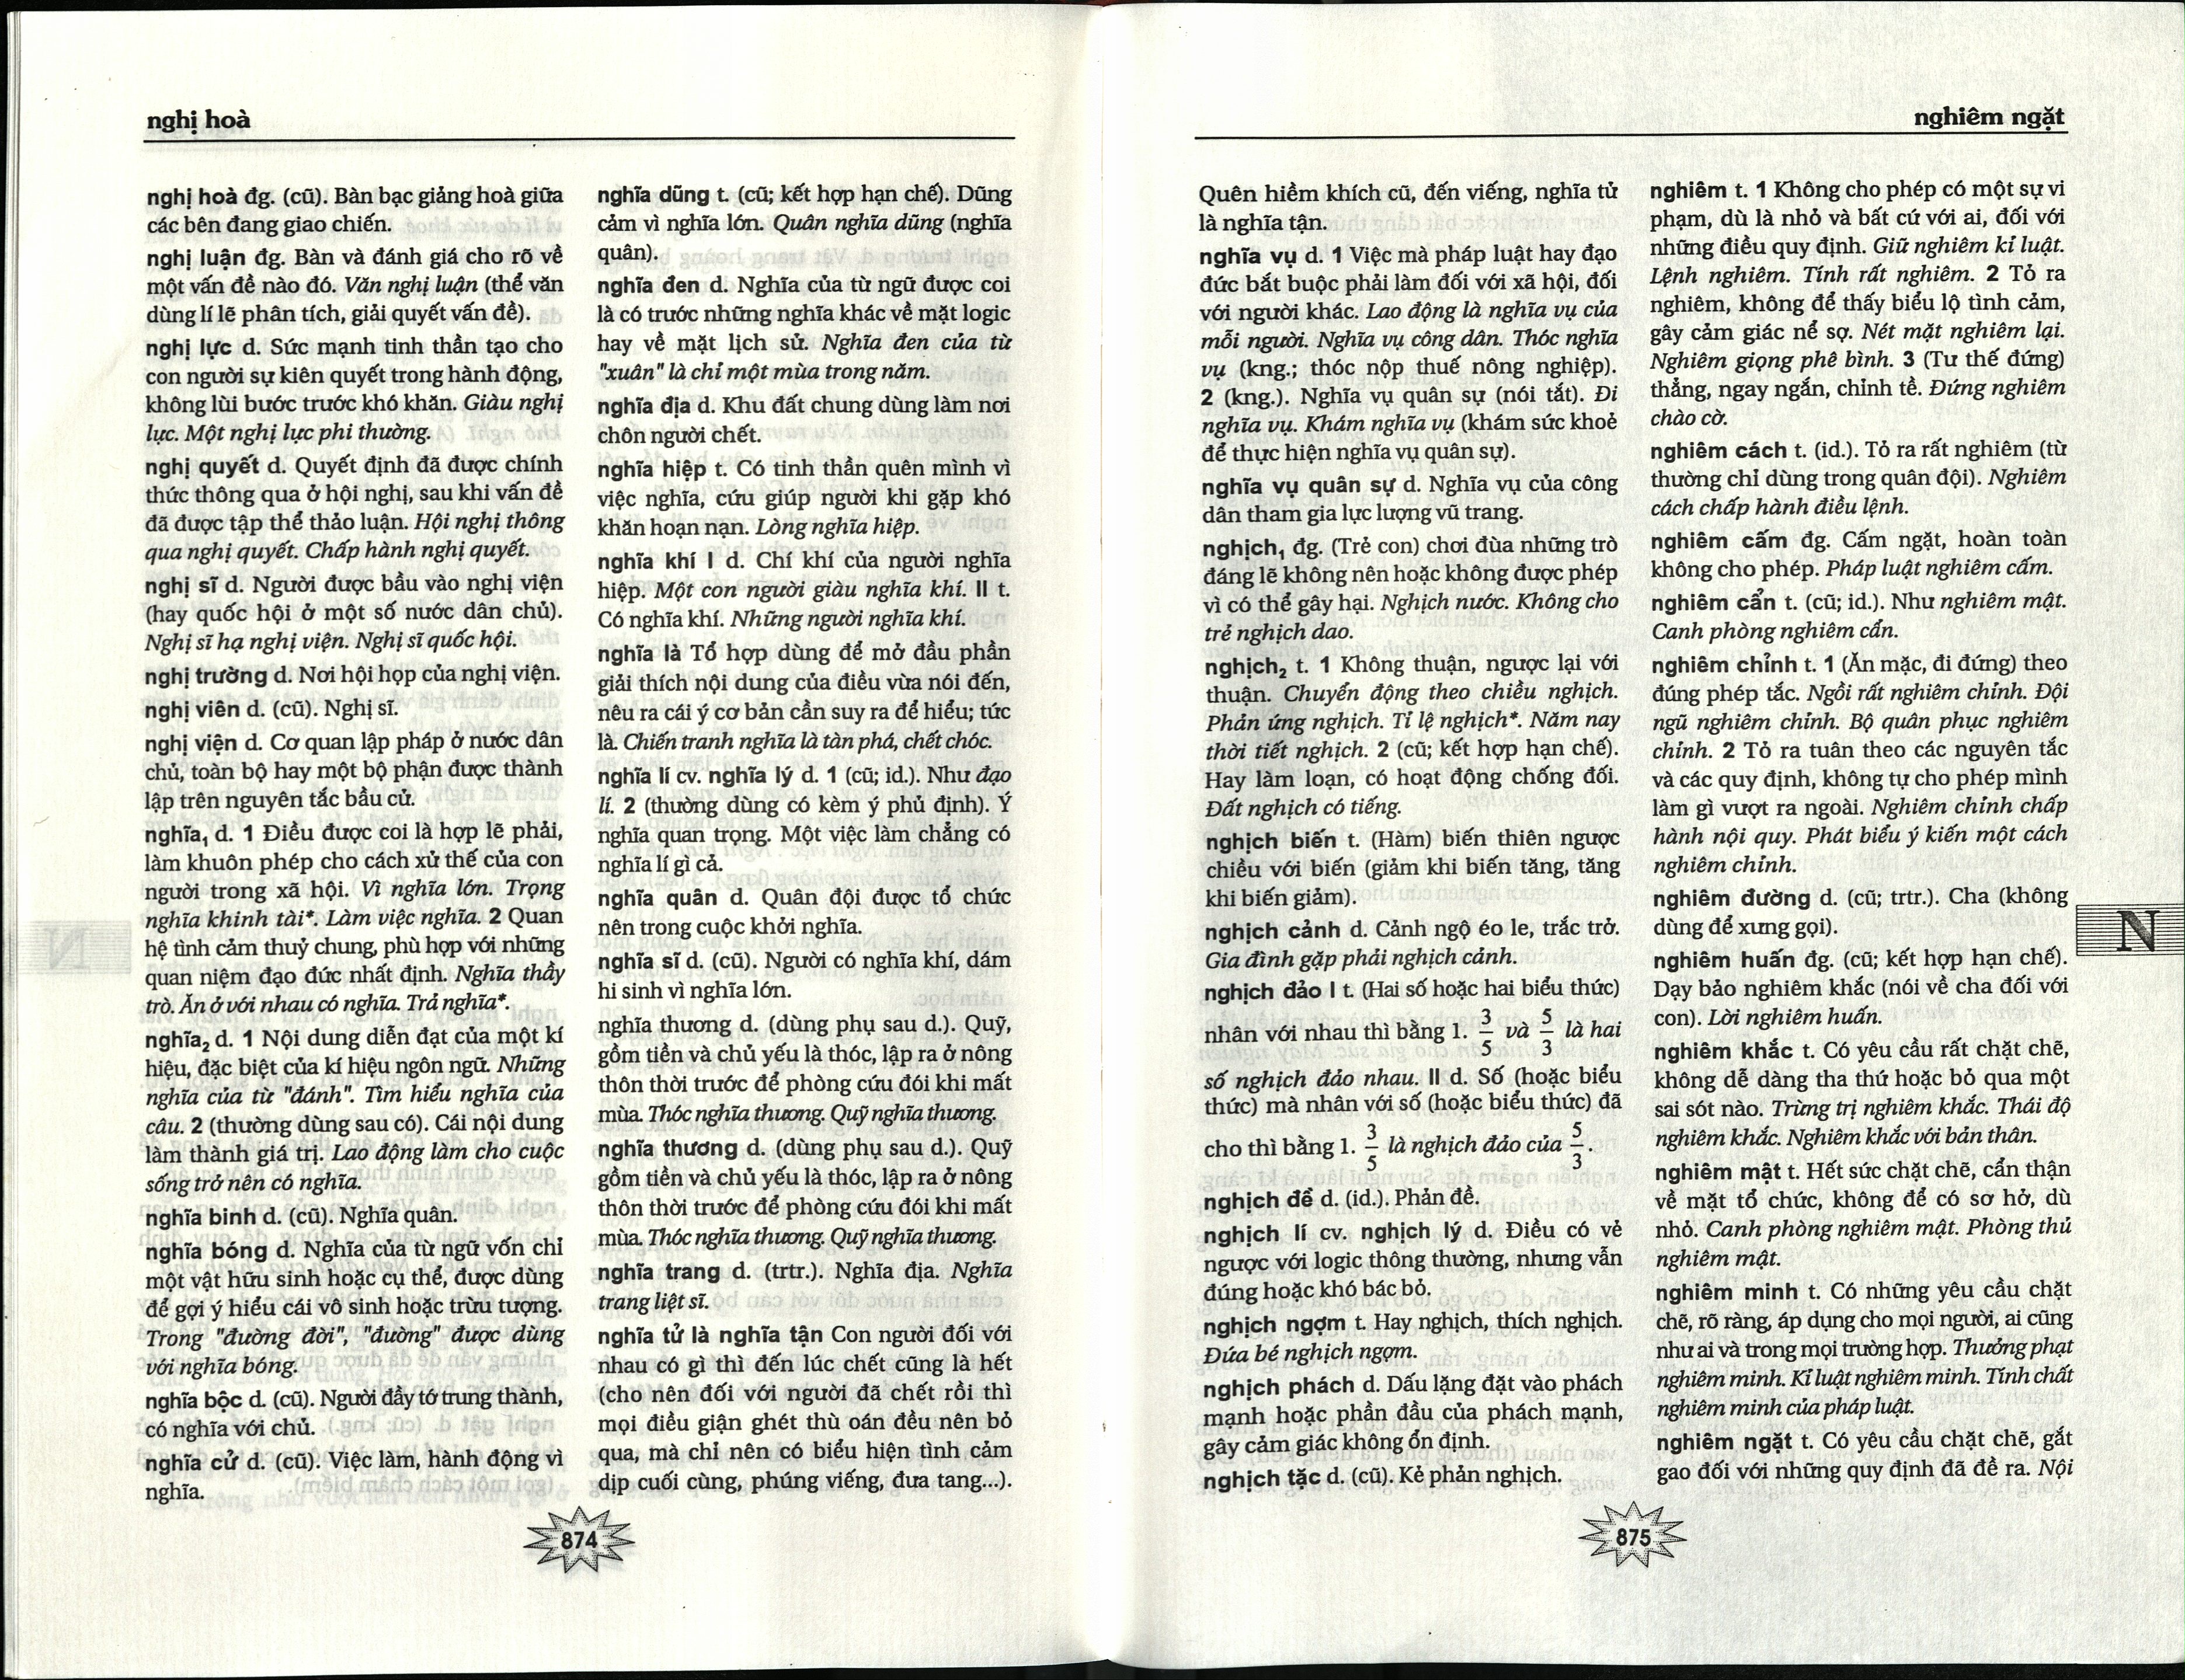 nghị hoà
nghị hoà đg. (cũ). Bàn bạc giảng hoà giữa
các bên đang giao chiến.
nghị luận đg. Bàn và đánh giá cho rõ về
một vấn đề nào đó. Văn nghị luận (thể văn
dùng lí lẽ phân tích, giải quyết vấn đề).
nghị lực d. Sức mạnh tinh thần tạo cho
con người sự kiên quyết trong hành động,
không lùi bước trước khó khăn. Giàu nghị
lực. Một nghị lực phi thường.
nghị quyết d. Quyết định đã được chính
thức thông qua ở hội nghị, sau khi vấn đề
đã được tập thể thảo luận. Hội nghị thông
qua nghị quyết. Chấp hành nghị quyết.
nghị sĩ d. Người được bầu vào nghị viện
(hay quốc hội ở một số nước dân chủ).
Nghị sĩ hạ nghị viện. Nghị sĩ quốc hội.
nghị trường d. Nơi hội họp của nghị viện.
nghị viên d. (cũ). Nghị sĩ.
nghị viện d. Cơ quan lập pháp ở nước dân
chủ, toàn bộ hay một bộ phận được thành
lập trên nguyên tắc bầu cử.
nghĩa₁ d. 1 Điều được coi là hợp lẽ phải,
làm khuôn phép cho cách xử thế của con
người trong xã hội. Vì nghĩa lớn. Trọng
nghĩa khinh tài*. Làm việc nghĩa. 2 Quan
hệ tình cảm thuỷ chung, phù hợp với những
quan niệm đạo đức nhất định. Nghĩa thầy
trò. Ăn ở với nhau có nghĩa. Trả nghĩa*.
nghĩa₂ d. 1 Nội dung diễn đạt của một kí
hiệu, đặc biệt của kí hiệu ngôn ngữ. Những
nghĩa của từ "đánh". Tìm hiểu nghĩa của
câu. 2 (thường dùng sau có). Cái nội dung
làm thành giá trị. Lao động làm cho cuộc
sống trở nên có nghĩa.
nghĩa binh d. (cũ). Nghĩa quân.
nghĩa bóng d. Nghĩa của từ ngữ vốn chỉ
một vật hữu sinh hoặc cụ thể, được dùng
để gợi ý hiểu cái vô sinh hoặc trừu tượng.
Trong "đường đời", "đường" được dùng
với nghĩa bóng.
nghĩa bộc d. (cũ). Người đầy tớ trung thành,
có nghĩa với chủ.
nghĩa cử d. (cũ). Việc làm, hành động vì
nghĩa.
nghĩa dũng t. (cũ; kết hợp hạn chế). Dũng
cảm vì nghĩa lớn. Quân nghĩa dũng (nghĩa
quân).
nghĩa đen d. Nghĩa của từ ngữ được coi
là có trước những nghĩa khác về mặt logic
hay về mặt lịch sử. Nghĩa đen của từ
"xuân" là chỉ một mùa trong năm.
nghĩa địa d. Khu đất chung dùng làm nơi
chôn người chết.
nghĩa hiệp t. Có tinh thần quên mình vì
việc nghĩa, cứu giúp người khi gặp khó
khăn hoạn nạn. Lòng nghĩa hiệp.
nghĩa khí I d. Chí khí của người nghĩa
hiệp. Một con người giàu nghĩa khí. II t.
Có nghĩa khí. Những người nghĩa khí.
nghĩa là Tổ hợp dùng để mở đầu phần
giải thích nội dung của điều vừa nói đến,
nêu ra cái ý cơ bản cần suy ra để hiểu; tức
là. Chiến tranh nghĩa là tàn phá, chết chóc.
nghĩa lí cv. nghĩa lý d. 1 (cũ; id.). Như đạo
lí. 2 (thường dùng có kèm ý phủ định). Ý
nghĩa quan trọng. Một việc làm chẳng có
nghĩa lí gì cả.
nghĩa quân d. Quân đội được tổ chức
nên trong cuộc khởi nghĩa.
nghĩa sĩ d. (cũ). Người có nghĩa khí, dám
hi sinh vì nghĩa lớn.
nghĩa thương d. (dùng phụ sau d.). Quỹ,
gồm tiền và chủ yếu là thóc, lập ra ở nông
thôn thời trước để phòng cứu đói khi mất
mùa. Thóc nghĩa thương. Quỹ nghĩa thương.
nghĩa thương d. (dùng phụ sau d.). Quỹ
gồm tiền và chủ yếu là thóc, lập ra ở nông
thôn thời trước để phòng cứu đói khi mất
mùa. Thóc nghĩa thương. Quỹ nghĩa thương.
nghĩa trang d. (trtr.). Nghĩa địa. Nghĩa
trang liệt sĩ.
nghĩa tử là nghĩa tận Con người đối với
nhau có gì thì đến lúc chết cũng là hết
(cho nên đối với người đã chết rồi thì
mọi điều giận ghét thù oán đều nên bỏ
qua, mà chỉ nên có biểu hiện tình cảm
dịp cuối cùng, phúng viếng, đưa tang...).
874
nghiêm ngặt
Quên hiềm khích cũ, đến viếng, nghĩa tử
là nghĩa tận.
nghĩa vụ d. 1 Việc mà pháp luật hay đạo
đức bắt buộc phải làm đối với xã hội, đối
với người khác. Lao động là nghĩa vụ của
mỗi người. Nghĩa vụ công dân. Thóc nghĩa
vụ (kng.; thóc nộp thuế nông nghiệp).
2 (kng.). Nghĩa vụ quân sự (nói tắt). Đi
nghĩa vụ. Khám nghĩa vụ (khám sức khoẻ
để thực hiện nghĩa vụ quân sự).
nghĩa vụ quân sự d. Nghĩa vụ của công
dân tham gia lực lượng vũ trang.
nghịch₁ đg. (Trẻ con) chơi đùa những trò
đáng lẽ không nên hoặc không được phép
vì có thể gây hại. Nghịch nước. Không cho
trẻ nghịch dao.
nghịch₂ t. 1 Không thuận, ngược lại với
thuận. Chuyển động theo chiều nghịch.
Phản ứng nghịch. Tỉ lệ nghịch*. Năm nay
thời tiết nghịch. 2 (cũ; kết hợp hạn chế).
Hay làm loạn, có hoạt động chống đối.
Đất nghịch có tiếng.
nghịch biến t. (Hàm) biến thiên ngược
chiều với biến (giảm khi biến tăng, tăng
khi biến giảm).
nghịch cảnh d. Cảnh ngộ éo le, trắc trở.
Gia đình gặp phải nghịch cảnh.
nghịch đảo I t. (Hai số hoặc hai biểu thức)
nhân với nhau thì bằng 1. 3/5 và 5/3 là hai
số nghịch đảo nhau. II d. Số (hoặc biểu
thức) mà nhân với số (hoặc biểu thức) đã
cho thì bằng 1. 3/5 là nghịch đảo của 5/3.
nghịch đề d. (id.). Phản đề.
nghịch lí cv. nghịch lý d. Điều có vẻ
ngược với logic thông thường, nhưng vẫn
đúng hoặc khó bác bỏ.
nghịch ngợm t. Hay nghịch, thích nghịch.
Đứa bé nghịch ngợm.
nghịch phách d. Dấu lặng đặt vào phách
mạnh hoặc phần đầu của phách mạnh,
gây cảm giác không ổn định.
nghịch tặc d. (cũ). Kẻ phản nghịch.
nghiêm t. 1 Không cho phép có một sự vi
phạm, dù là nhỏ và bất cứ với ai, đối với
những điều quy định. Giữ nghiêm kỉ luật.
Lệnh nghiêm. Tính rất nghiêm. 2 Tỏ ra
nghiêm, không để thấy biểu lộ tình cảm,
gây cảm giác nể sợ. Nét mặt nghiêm lại.
Nghiêm giọng phê bình. 3 (Tư thế đứng)
thẳng, ngay ngắn, chỉnh tề. Đứng nghiêm
chào cờ.
nghiêm cách t. (id.). Tỏ ra rất nghiêm (từ
thường chỉ dùng trong quân đội). Nghiêm
cách chấp hành điều lệnh.
nghiêm cấm đg. Cấm ngặt, hoàn toàn
không cho phép. Pháp luật nghiêm cấm.
nghiêm cẩn t. (cũ; id.). Như nghiêm mật.
Canh phòng nghiêm cẩn.
nghiêm chỉnh t. 1 (Ăn mặc, đi đứng) theo
đúng phép tắc. Ngồi rất nghiêm chỉnh. Đội
ngũ nghiêm chỉnh. Bộ quân phục nghiêm
chỉnh. 2 Tỏ ra tuân theo các nguyên tắc
và các quy định, không tự cho phép mình
làm gì vượt ra ngoài. Nghiêm chỉnh chấp
hành nội quy. Phát biểu ý kiến một cách
nghiêm chỉnh.
nghiêm đường d. (cũ; trtr.). Cha (không
dùng để xưng gọi).
nghiêm huấn đg. (cũ; kết hợp hạn chế).
Dạy bảo nghiêm khắc (nói về cha đối với
con). Lời nghiêm huấn.
nghiêm khắc t. Có yêu cầu rất chặt chẽ,
không dễ dàng tha thứ hoặc bỏ qua một
sai sót nào. Trừng trị nghiêm khắc. Thái độ
nghiêm khắc. Nghiêm khắc với bản thân.
nghiêm mật t. Hết sức chặt chẽ, cẩn thận
về mặt tổ chức, không để có sơ hở, dù
nhỏ. Canh phòng nghiêm mật. Phòng thủ
nghiêm mật.
nghiêm minh t. Có những yêu cầu chặt
chẽ, rõ ràng, áp dụng cho mọi người, ai cũng
như ai và trong mọi trường hợp. Thưởng phạt
nghiêm minh. Kỉ luật nghiêm minh. Tính chất
nghiêm minh của pháp luật.
nghiêm ngặt t. Có yêu cầu chặt chẽ, gắt
gao đối với những quy định đã đề ra. Nội
N
875